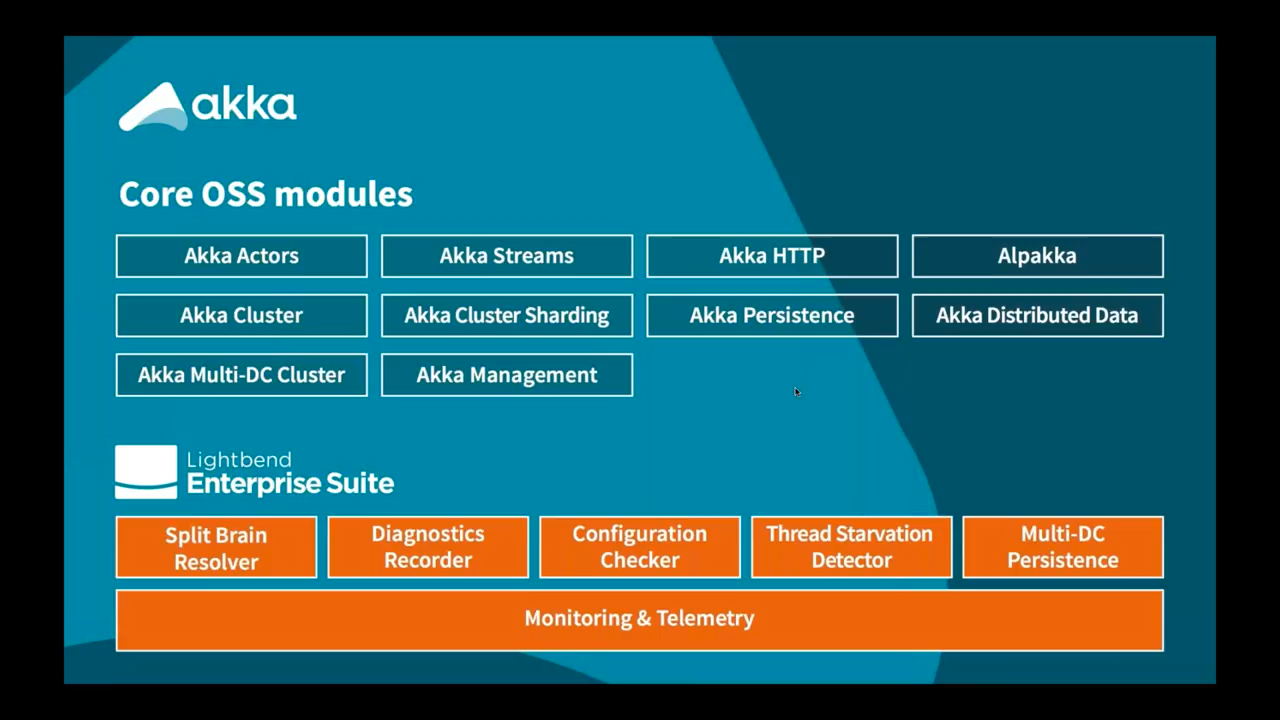 akka
Core OSS modules
Akka Actors
Akka Streams
Akka HTTP
Alpakka
Akka Cluster
Akka Cluster Sharding
Akka Persistence
Akka Distributed Data
Akka Multi-DC Cluster
Akka Management
Lightbend
Enterprise Suite
Split Brain
Resolver
Diagnostics
Recorder
Configuration
Checker
Thread Starvation
Detector
Multi-DC
Persistence
Monitoring & Telemetry